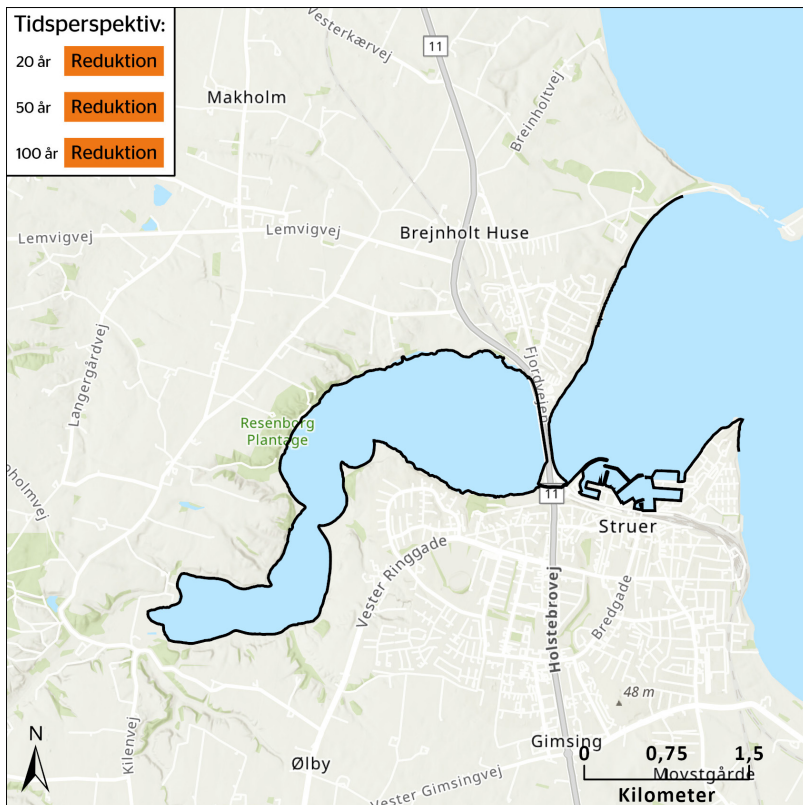 Tidsperspektiv:
20 år Reduktion
50 år Reduktion
100 år Reduktion
Vesterkærvej
11
Makholm
Breinholtvej
Lemvigvej
Lemvigvej
Brejnholt Huse
Langergårdvej
Fjordvejen
Resenborg
Plantage
oholmvej
11
Struer
Vester Ringgade
Holstebrovej
Bredgade
48 m
Kilenvej
N
Ølby
Gimsing
Vester Gimsingvej
0 0,75 1,5
Movstgårde
Kilometer